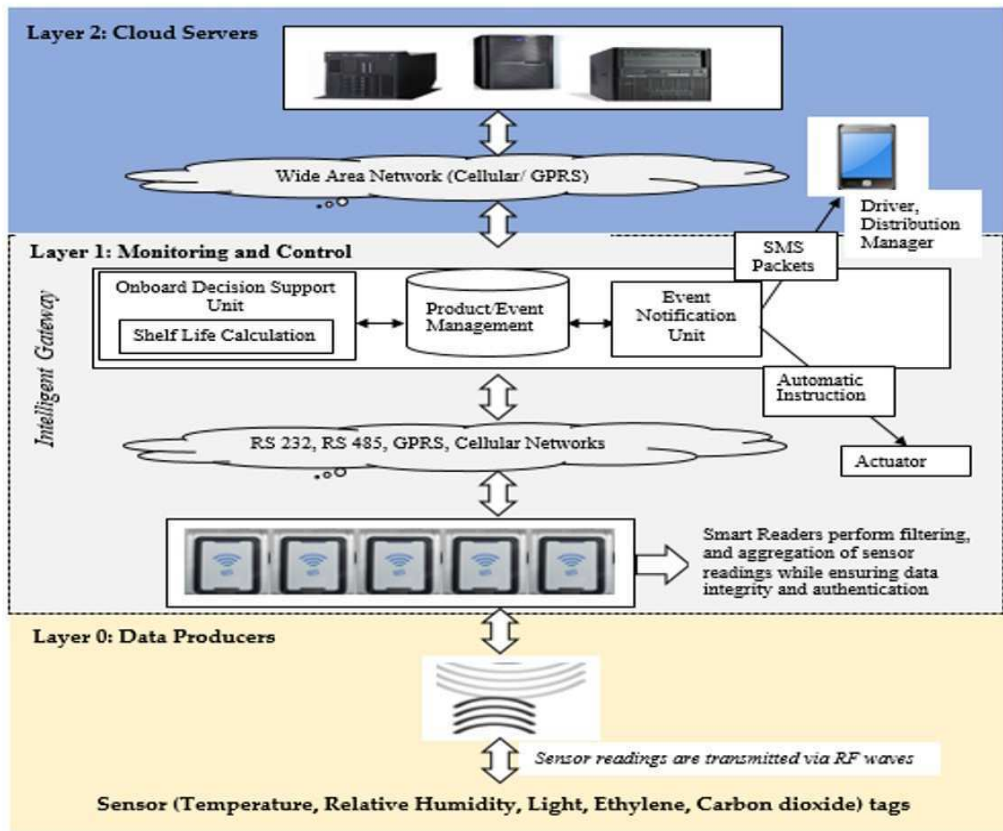 Layer 2: Cloud Servers
Wide Area Network (Cellular/ GPRS)
Driver,
Distribution
Manager
Layer 1: Monitoring and Control
SMS
Packets
Intelligent Gateway
Onboard Decision Support
Unit
Shelf Life Calculation
Product/Event
Management
Event
Notification
Unit
Automatic
Instruction
RS 232, RS 485, GPRS, Cellular Networks
Actuator
Smart Readers perform filtering,
and aggregation of sensor
readings while ensuring data
integrity and authentication
Layer 0: Data Producers
Sensor readings are transmitted via RF waves
Sensor (Temperature, Relative Humidity, Light, Ethylene, Carbon dioxide) tags